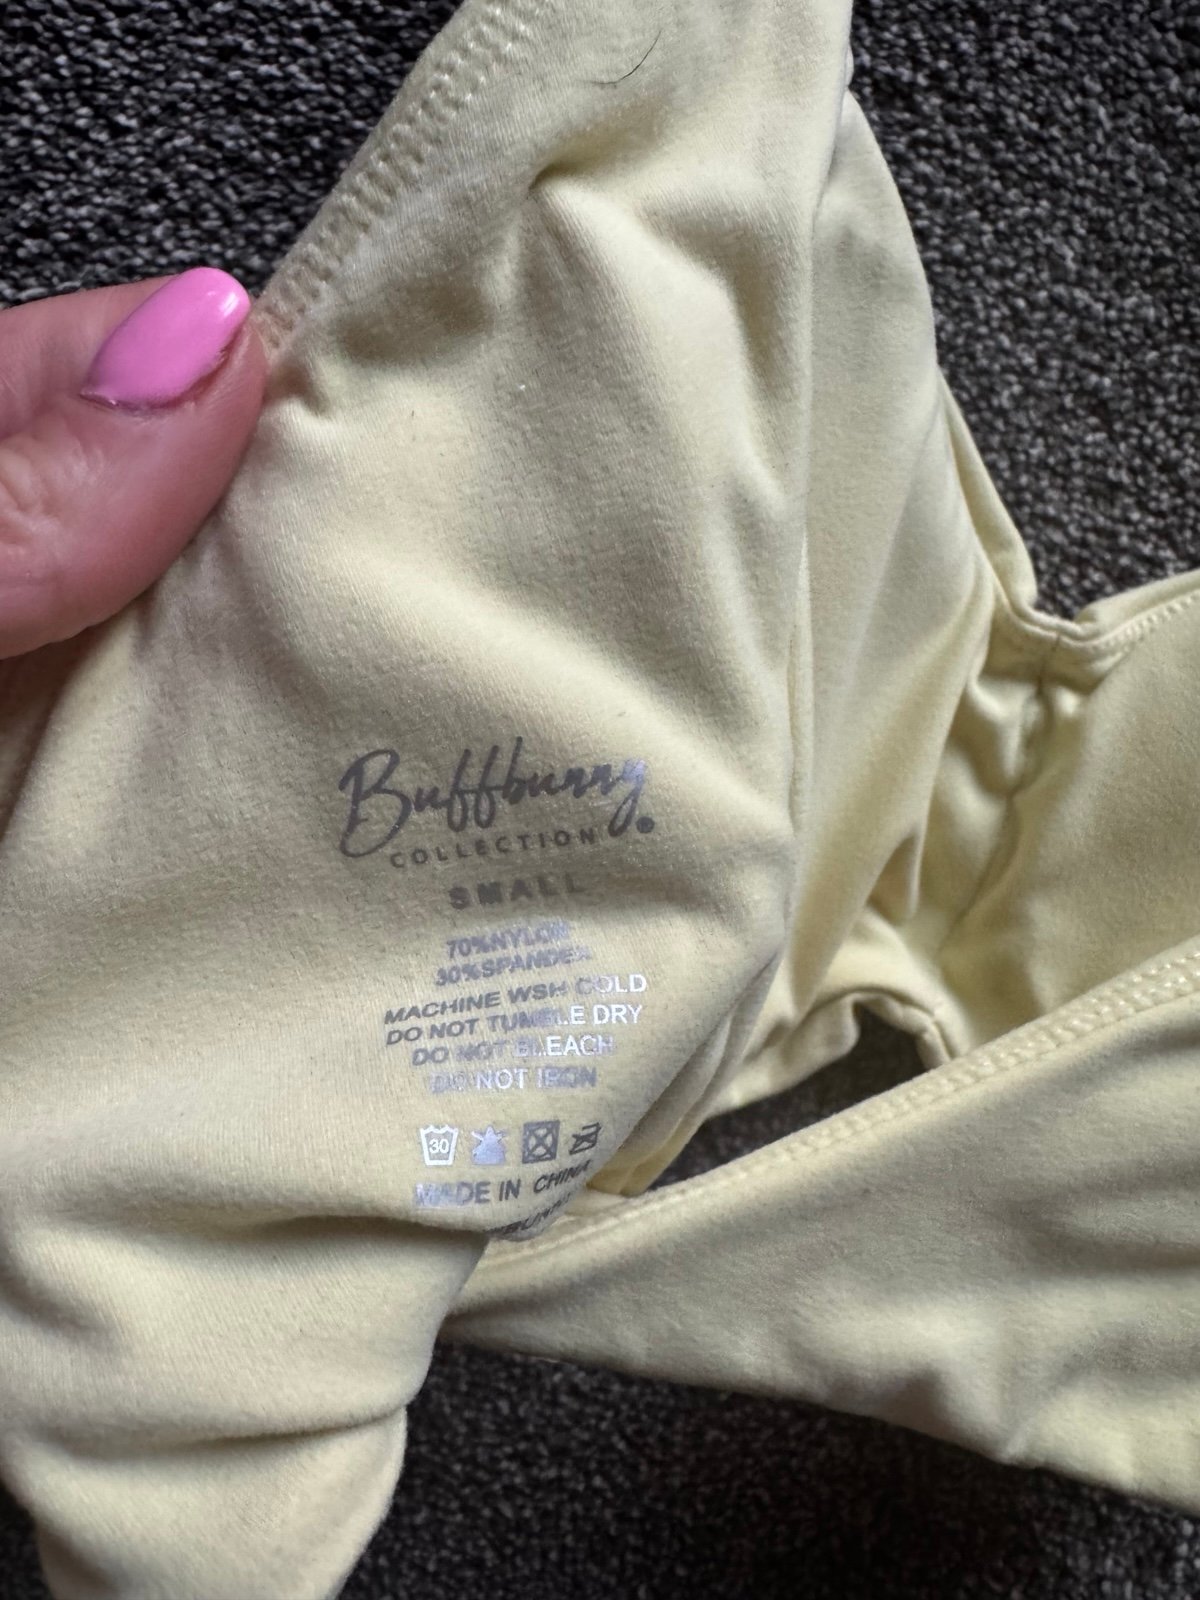 Buffbunny
COLLECTION
SMALL
70%NYLON
30%SPANDEX
MACHINE WSH COLD
DO NOT TUMBLE DRY
DO NOT BLEACH
DO NOT IRON
30
MADE IN CHINA